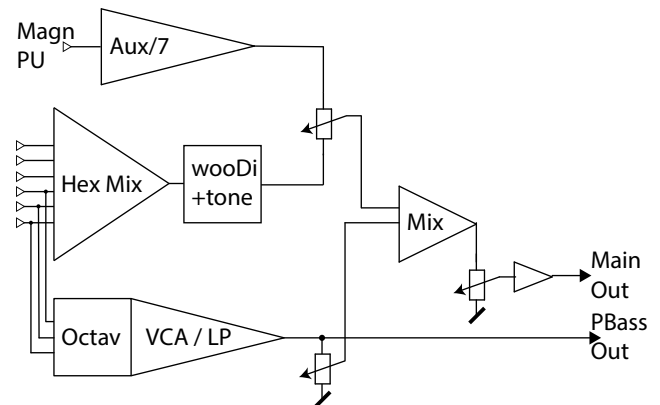 Magn
PU
Aux/7
Hex Mix
wooDi
+tone
Mix
Main
Out
Octav
VCA / LP
PBass
Out